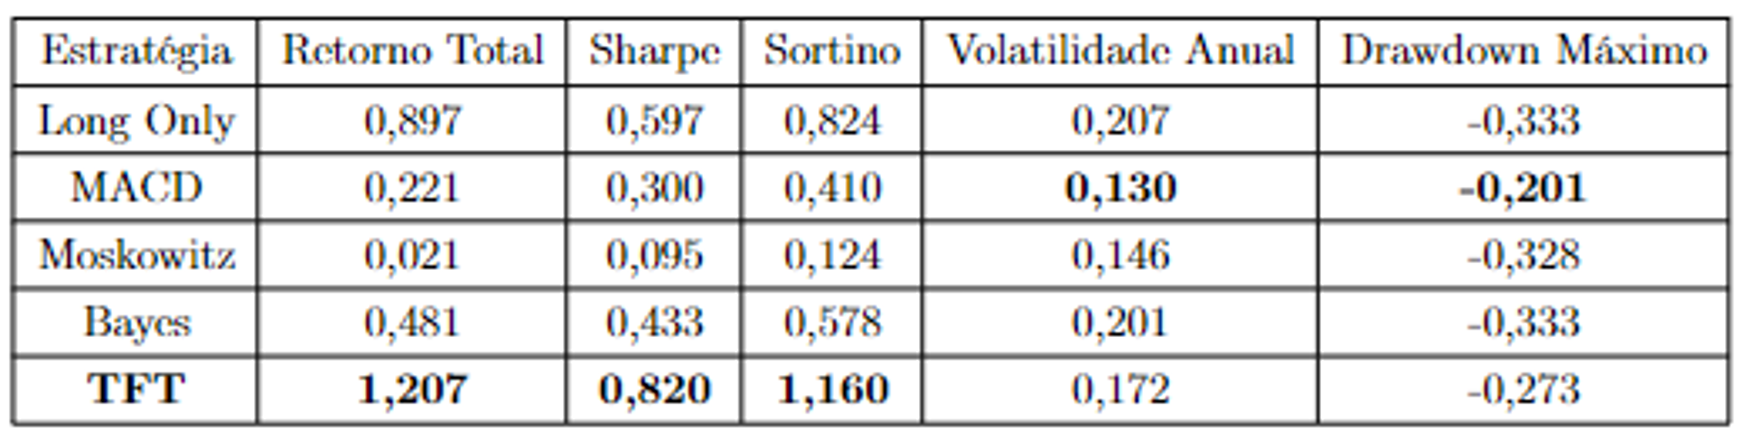 Estratégia Retorno Total Sharpe Sortino Volatilidade Anual Drawdown Máximo
Long Only 0,897 0,597 0,824 0,207 -0,333
MACD 0,221 0,300 0,410 0,130 -0,201
Moskowitz 0,021 0,095 0,124 0,146 -0,328
Bayes 0,481 0,433 0,578 0,201 -0,333
TFT 1,207 0,820 1,160 0,172 -0,273